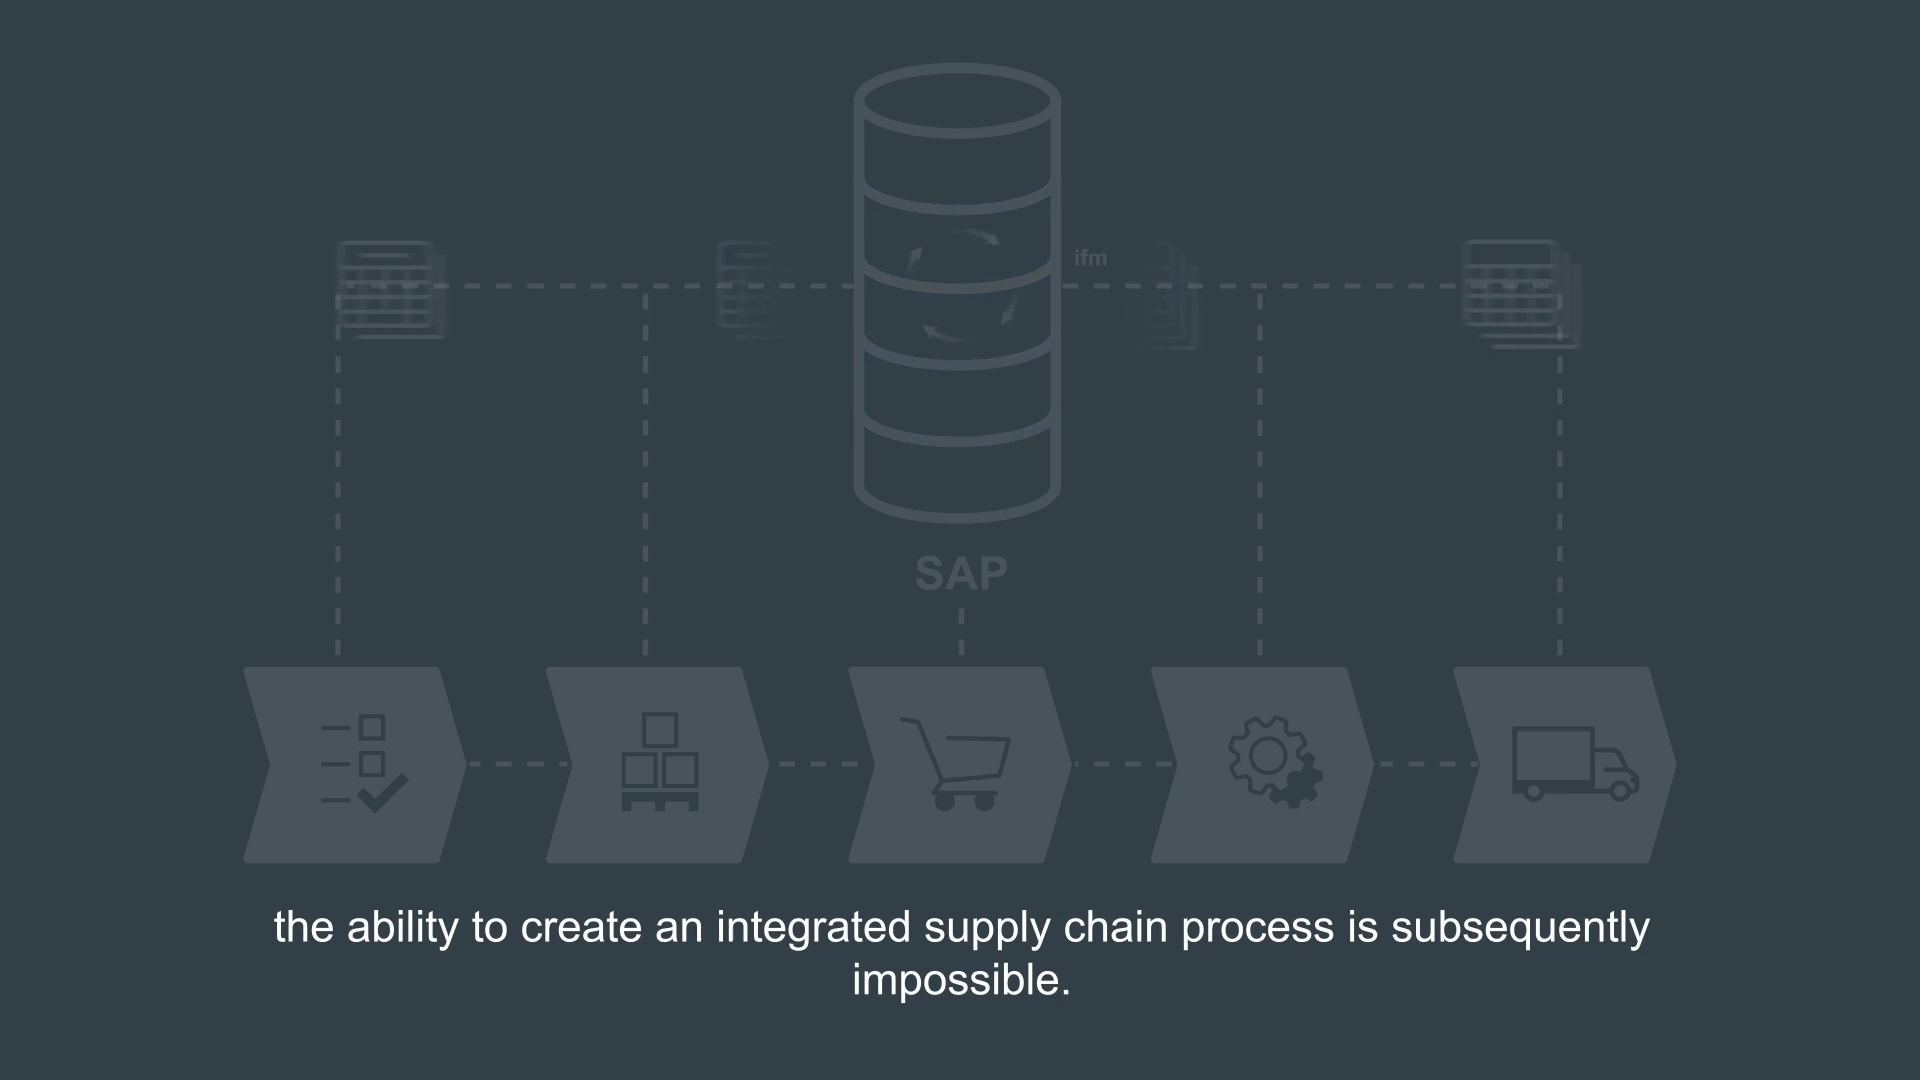 ifm
SAP
the ability to create an integrated supply chain process is subsequently
impossible.